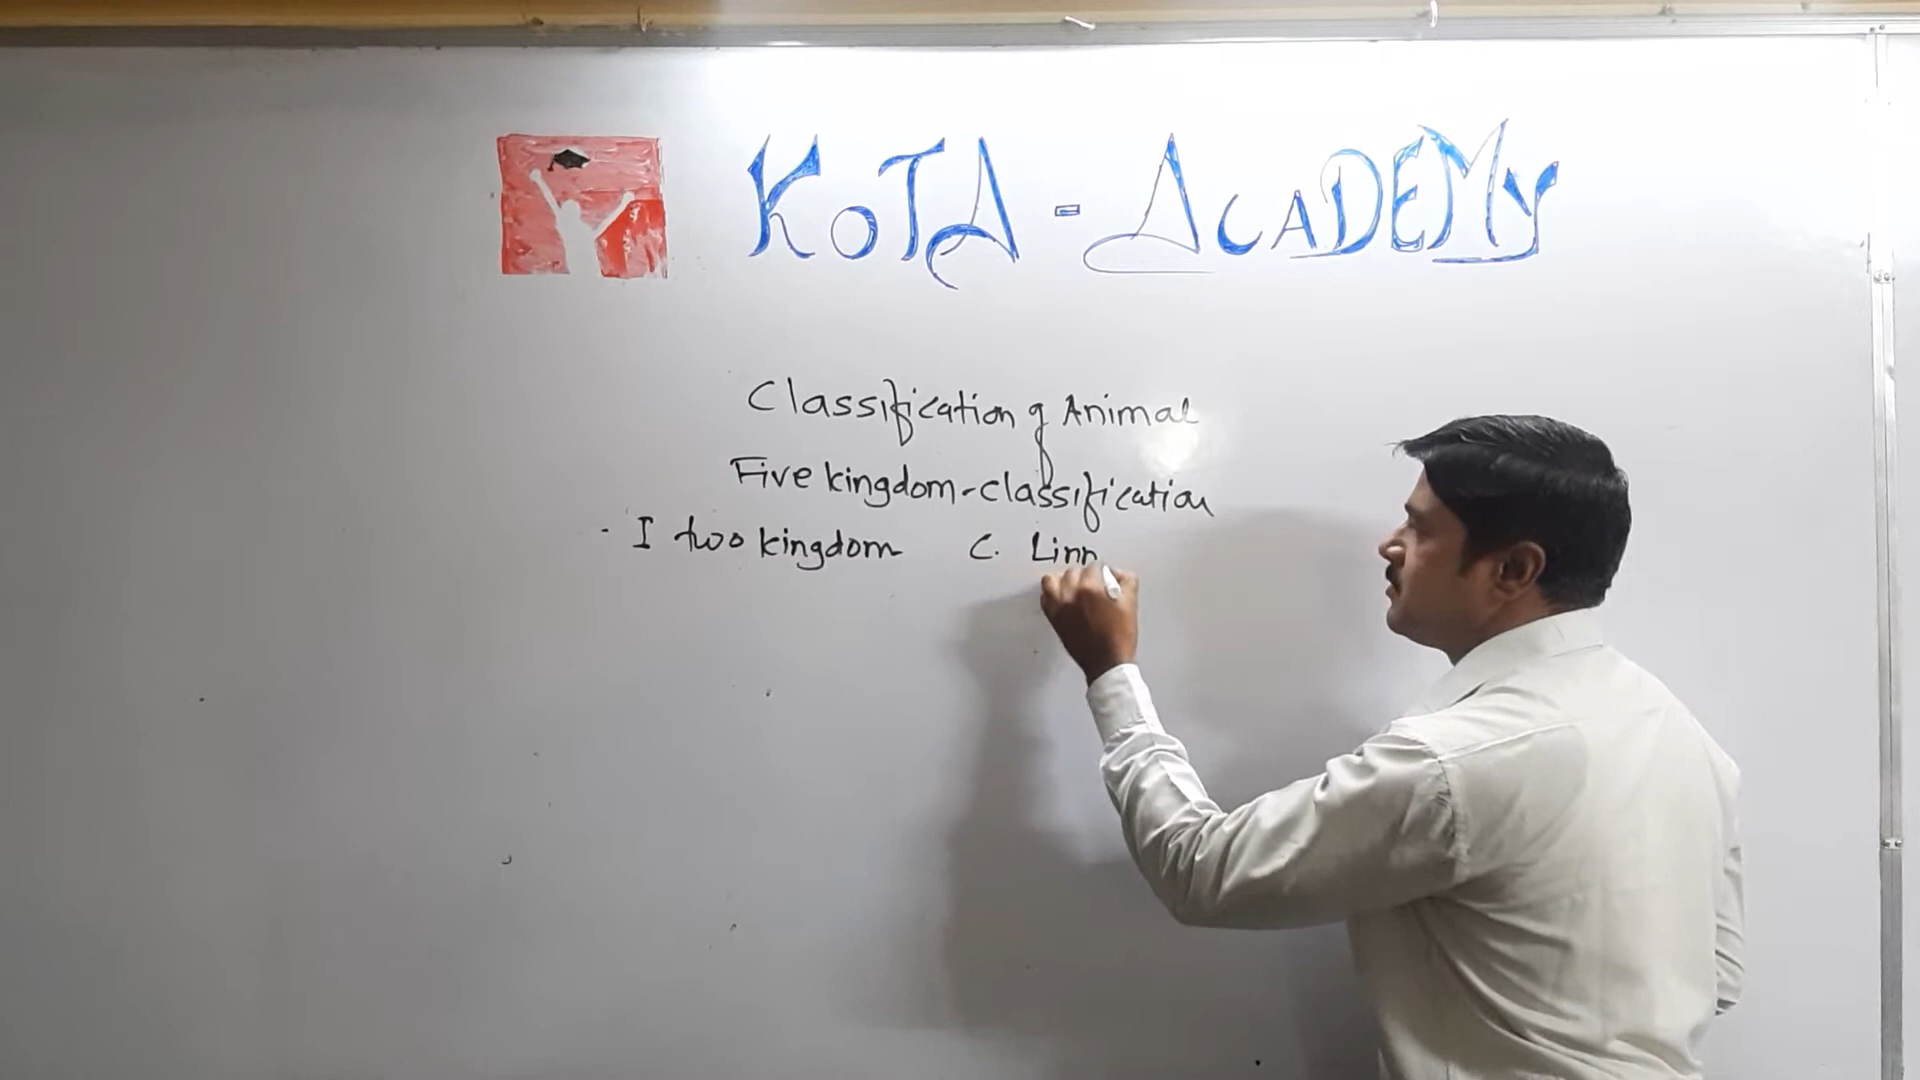 KOTA - ACADEMY
Classification of Animal
Five kingdom-classification
I two kingdom C. Linn